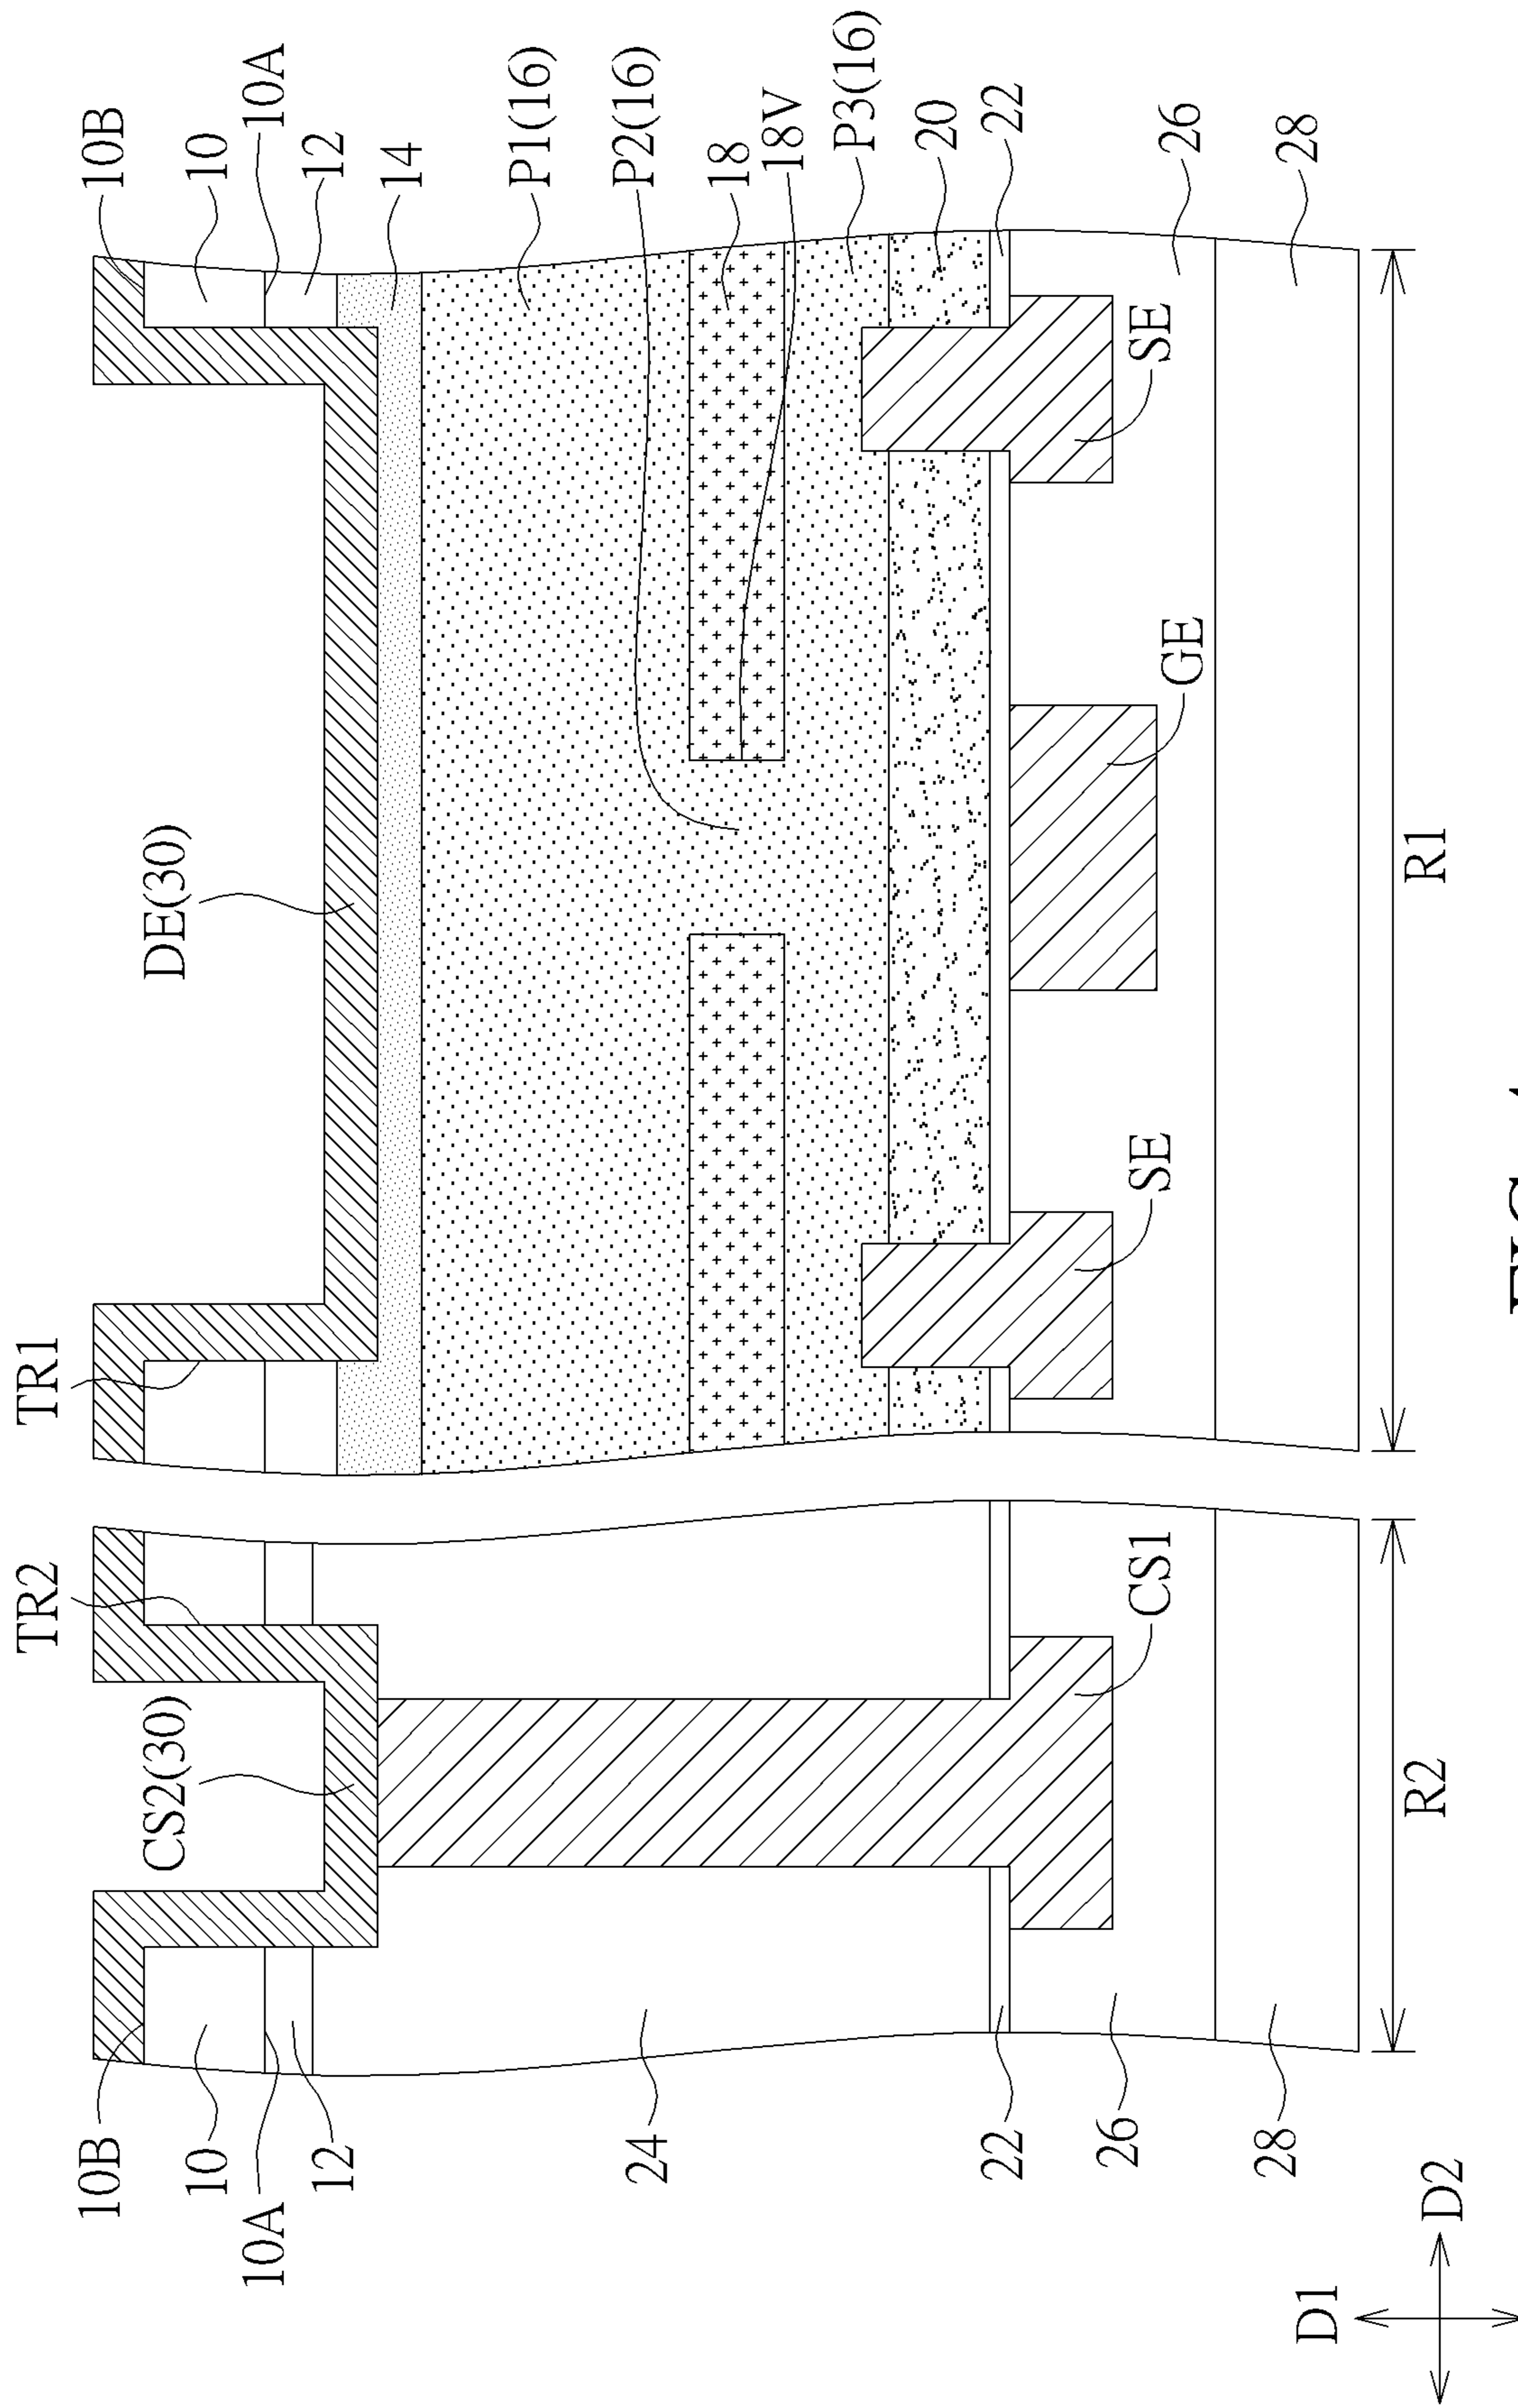 TR2
TR1
10B
10B
CS2(30)
DE(30)
10
10
10A
10A
12
12
14
P1(16)
24
P2(16)
18
18V
P3(16)
20
22
22
26
CS1
SE
SE
GE
26
28
28
D1
D2
R2
R1